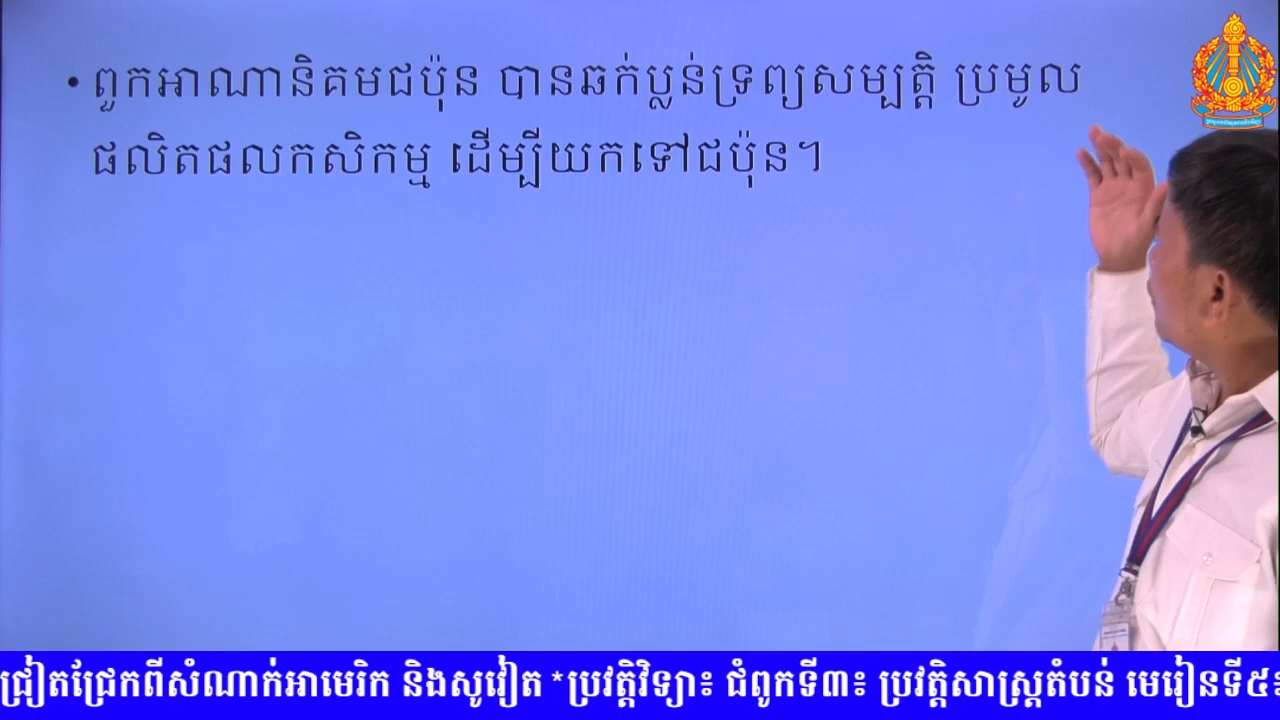 • ពួកអាណានិគមជប៉ុន បានឆក់ប្លន់ទ្រព្យសម្បត្តិ ប្រមូល
ផលិតផលកសិកម្ម ដើម្បីយកទៅជប៉ុន។
ជ្រៀតជ្រែកពីសំណាក់អាមេរិក និងសូវៀត *ប្រវត្តិវិទ្យា៖ ជំពូកទី៣៖ ប្រវត្តិសាស្ត្រតំបន់ មេរៀនទី៥៖